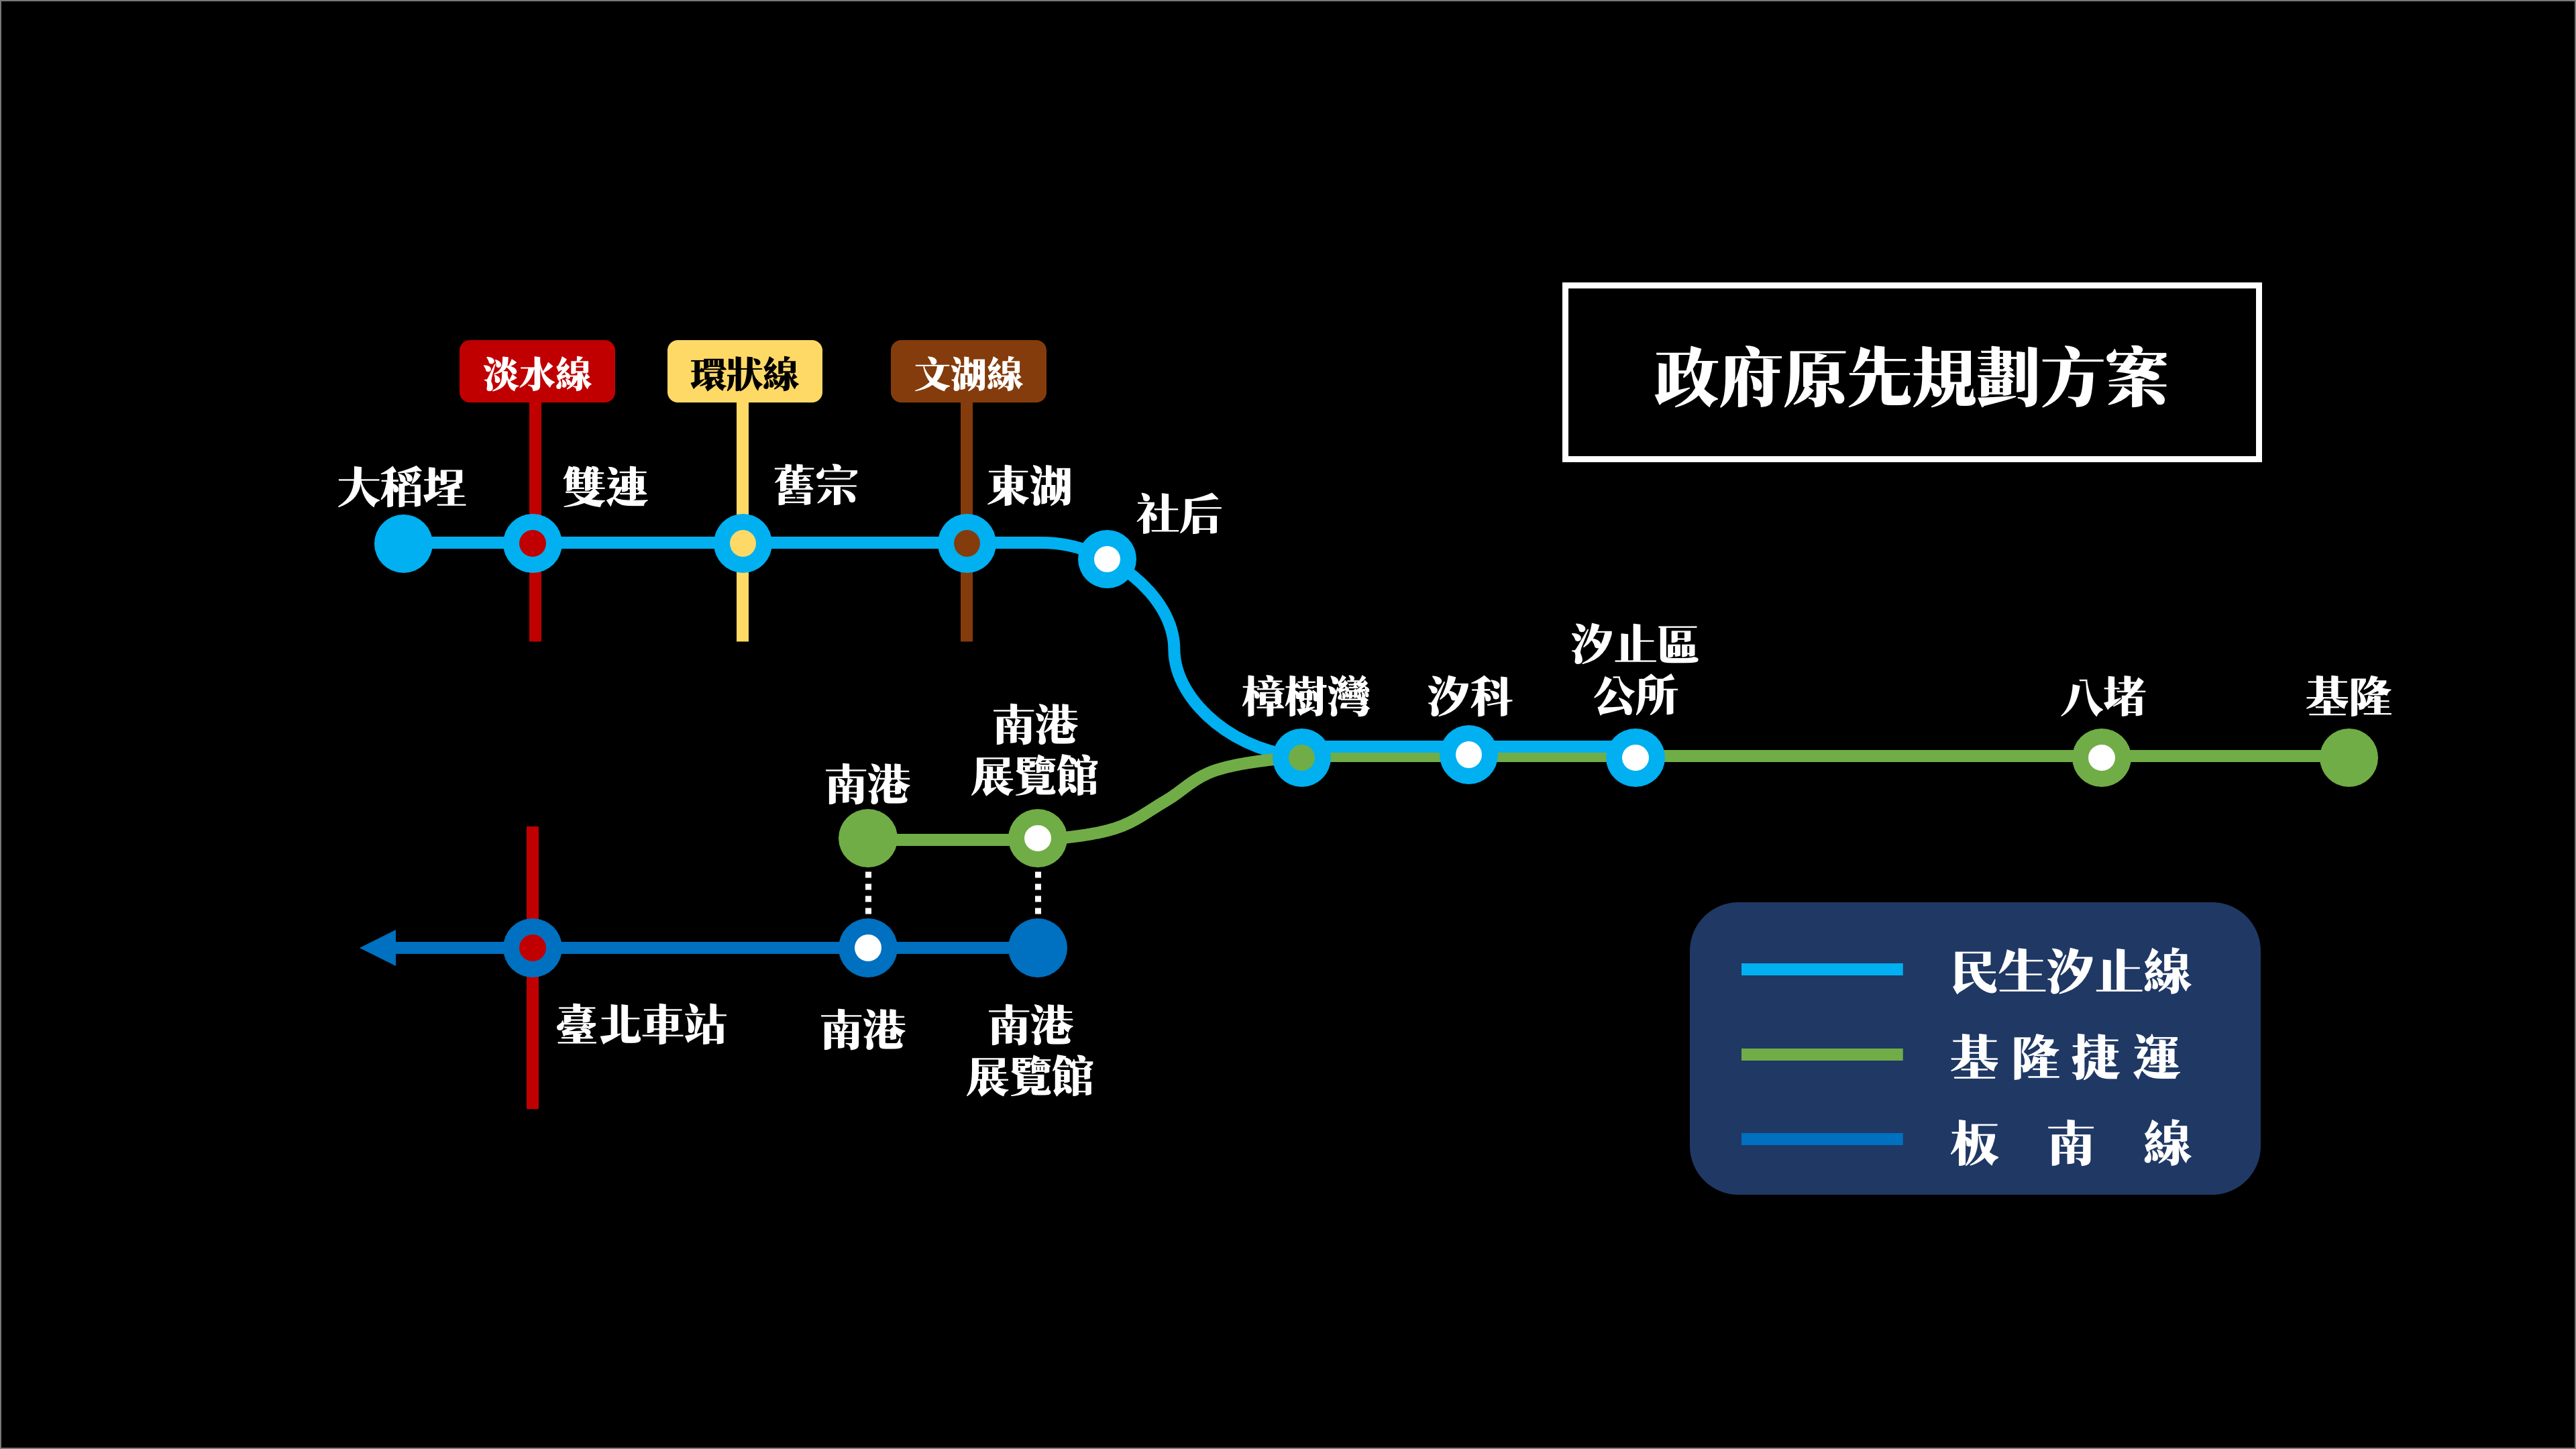 政府原先規劃方案
淡水線
環狀線
文湖線
大稻埕
雙連
舊宗
東湖
社后
汐止區
公所
樟樹灣
汐科
八堵
基隆
南港
展覽館
南港
臺北車站
南港
南港
展覽館
民生汐止線
基隆捷運
板南線